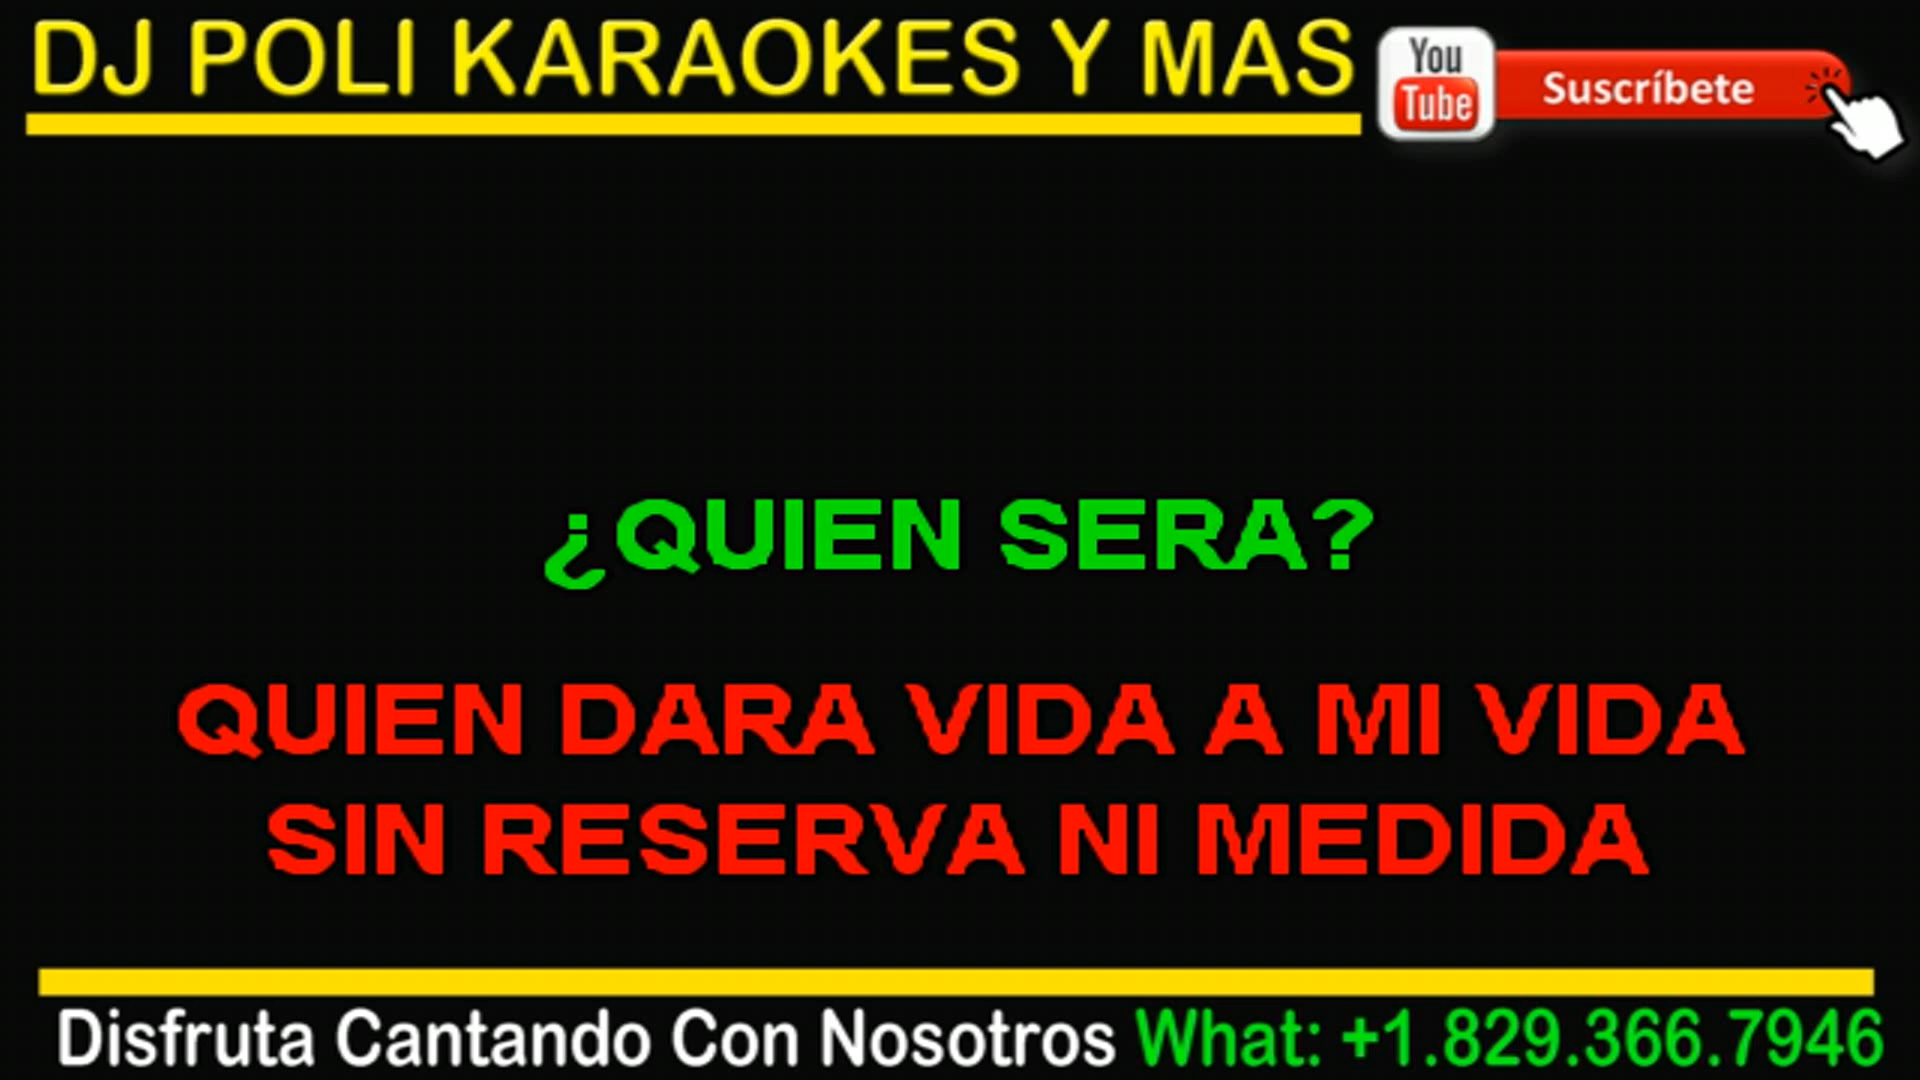 DJ POLI KARAOKES Y MAS
You Tube
Suscríbete
¿QUIEN SERA?
QUIEN DARA VIDA A MI VIDA
SIN RESERVA NI MEDIDA
Disfruta Cantando Con Nosotros What: +1.829.366.7946